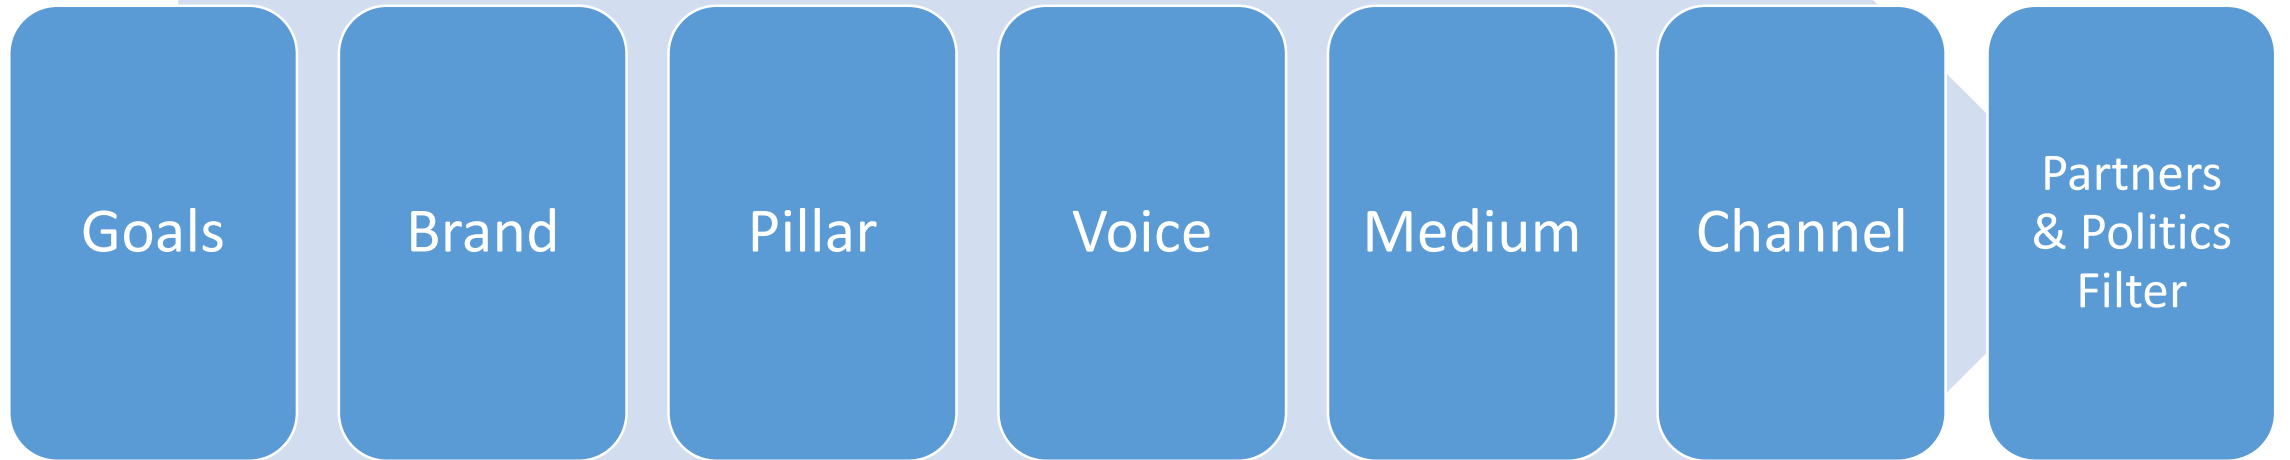 Goals
Brand
Pillar
Voice
Medium
Channel
Partners
& Politics
Filter